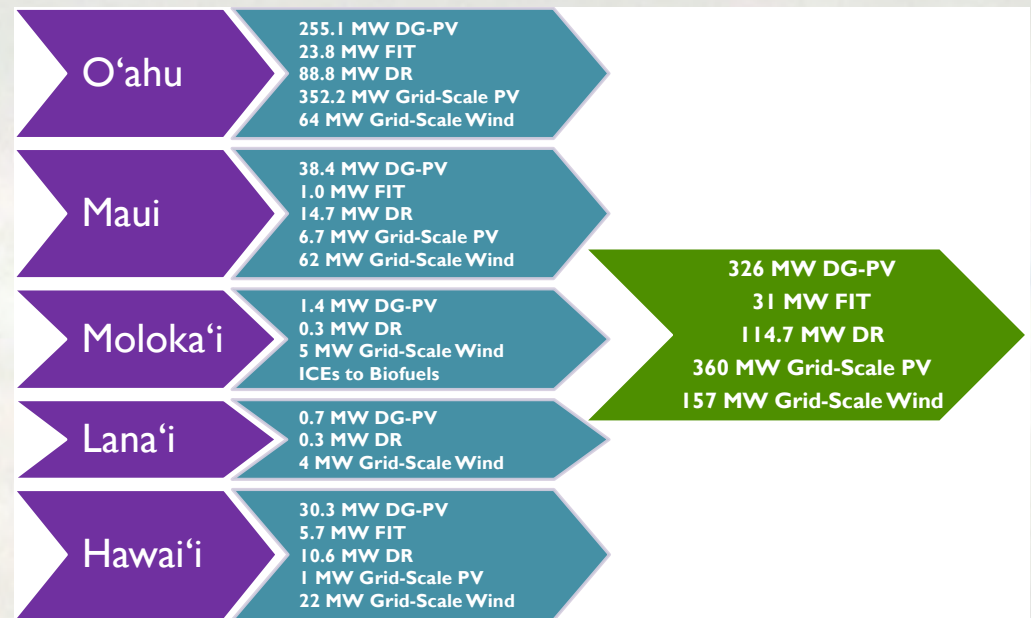 O‘ahu
255.1 MW DG-PV
23.8 MW FIT
88.8 MW DR
352.2 MW Grid-Scale PV
64 MW Grid-Scale Wind
Maui
38.4 MW DG-PV
1.0 MW FIT
14.7 MW DR
6.7 MW Grid-Scale PV
62 MW Grid-Scale Wind
Moloka‘i
1.4 MW DG-PV
0.3 MW DR
5 MW Grid-Scale Wind
ICEs to Biofuels
Lana‘i
0.7 MW DG-PV
0.3 MW DR
4 MW Grid-Scale Wind
Hawai‘i
30.3 MW DG-PV
5.7 MW FIT
10.6 MW DR
1 MW Grid-Scale PV
22 MW Grid-Scale Wind
326 MW DG-PV
31 MW FIT
114.7 MW DR
360 MW Grid-Scale PV
157 MW Grid-Scale Wind